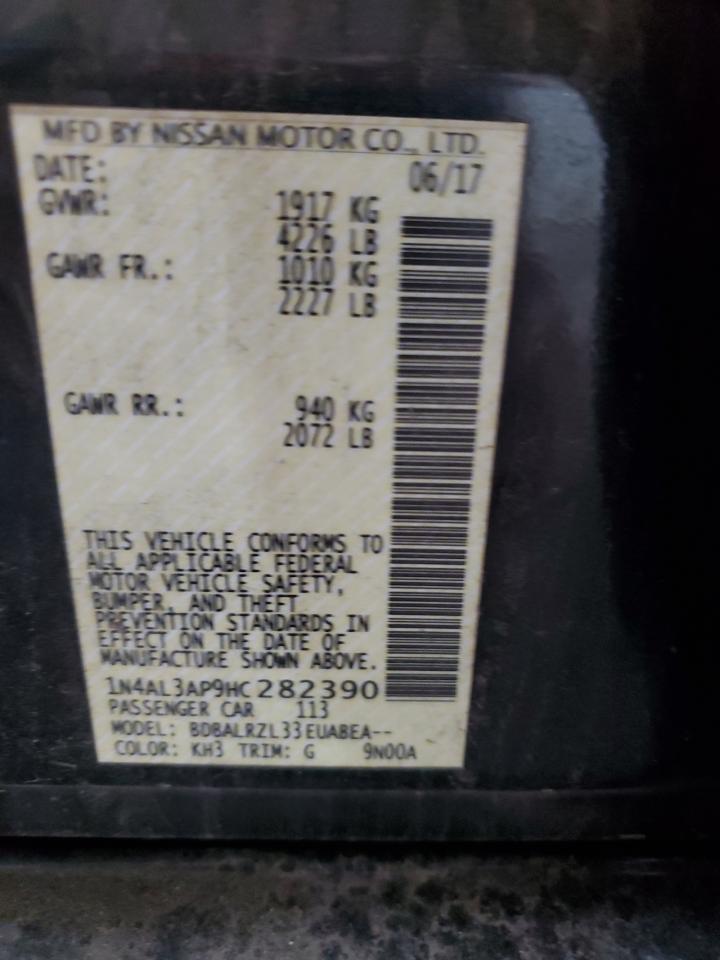 MFD BY NISSAN MOTOR CO., LTD.
DATE: 06/17
GVWR: 1917 KG
4226 LB
GAWR FR.: 1010 KG
2227 LB
GAWR RR.: 940 KG
2072 LB
THIS VEHICLE CONFORMS TO
ALL APPLICABLE FEDERAL
MOTOR VEHICLE SAFETY,
BUMPER, AND THEFT
PREVENTION STANDARDS IN
EFFECT ON THE DATE OF
MANUFACTURE SHOWN ABOVE.
1N4AL3AP9HC282390
PASSENGER CAR 113
MODEL: BDBALRZL33EUABEA--
COLOR: KH3 TRIM: G 9N00A